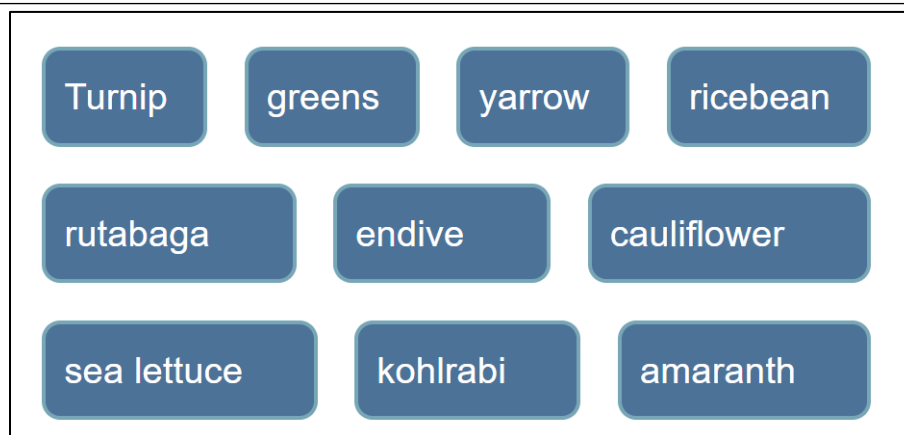 Turnip greens yarrow ricebean
rutabaga endive cauliflower
sea lettuce kohlrabi amaranth